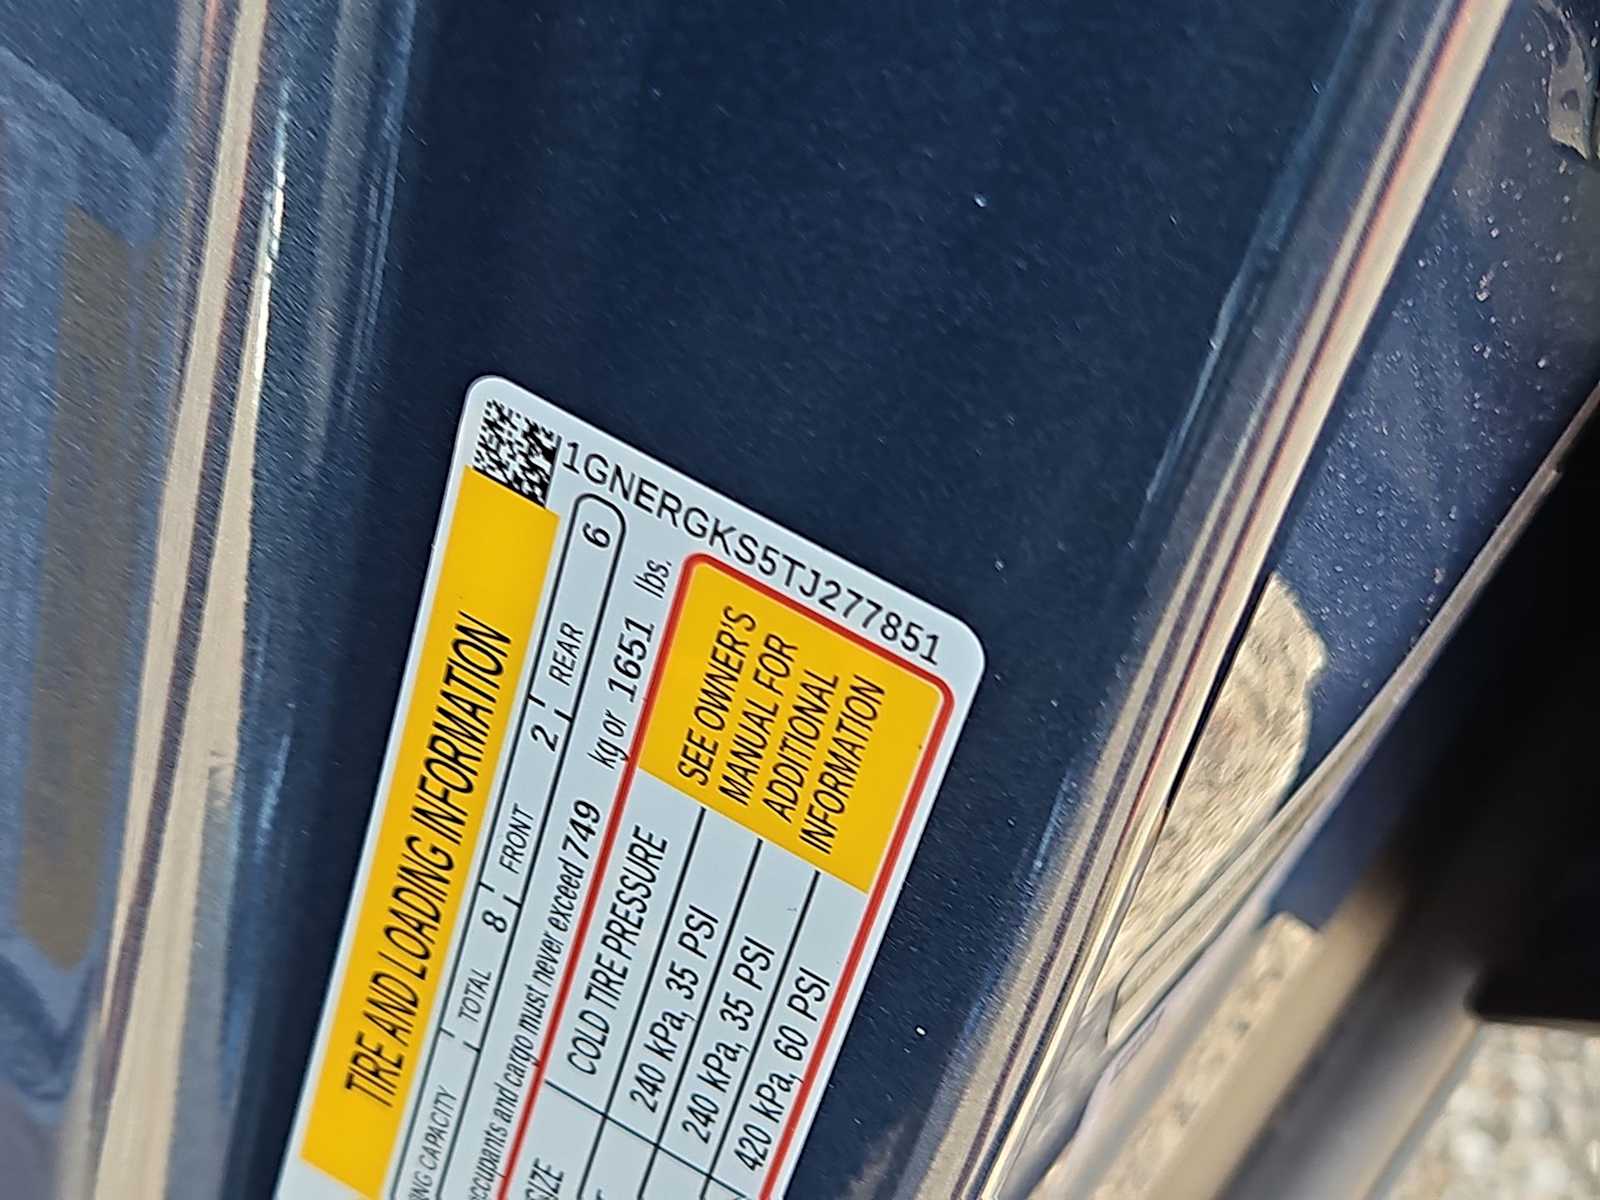 1GNERGKS5TJ277851
TIRE AND LOADING INFORMATION
CAPACITY TOTAL 8 FRONT 2 REAR 6
and cargo must never exceed 749 kg or 1651 lbs.
SIZE COLD TIRE PRESSURE
240 kPa, 35 PSI
240 kPa, 35 PSI
420 kPa, 60 PSI
SEE OWNER'S
MANUAL FOR
ADDITIONAL
INFORMATION